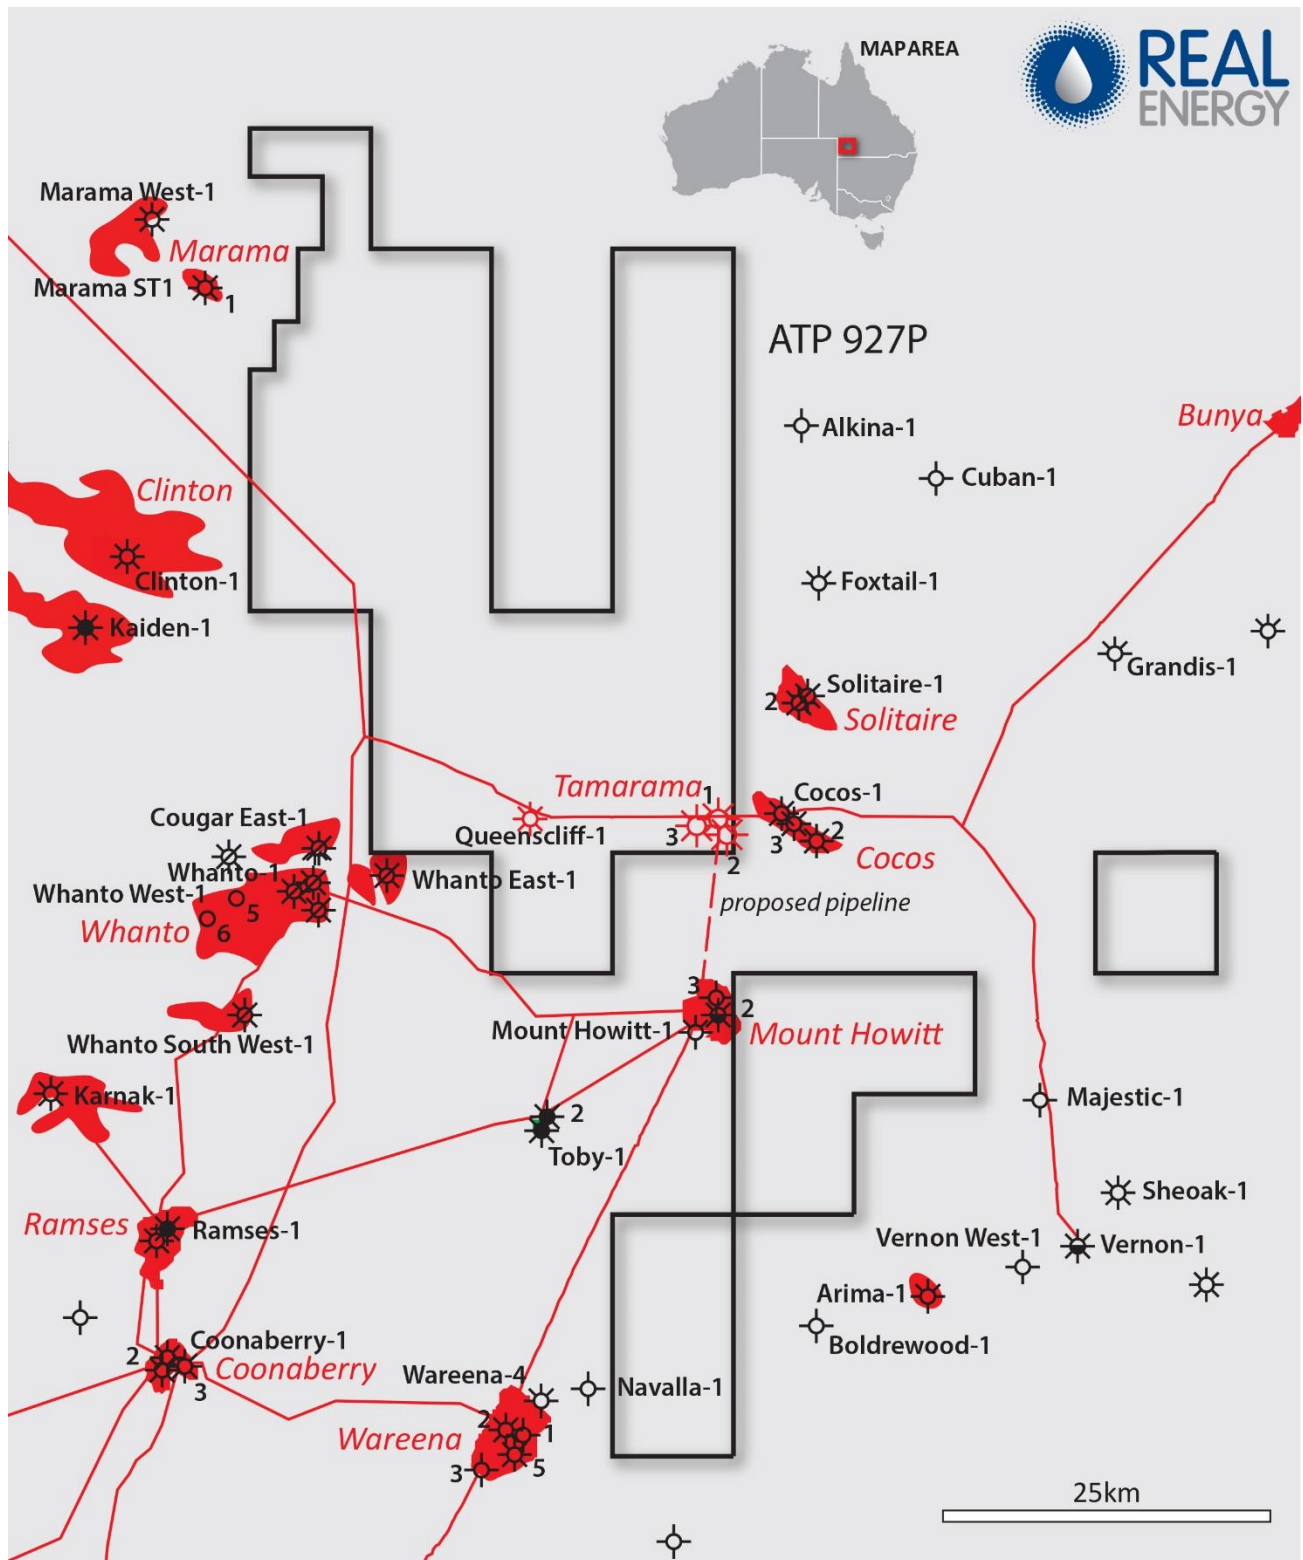 MAPAREA
REAL
ENERGY
Marama West-1
Marama
Marama ST1
1
ATP 927P
Alkina-1
Bunya
Cuban-1
Clinton
Clinton-1
Foxtail-1
Kaiden-1
Grandis-1
Solitaire-1
2
Solitaire
Tamarama
1
Cocos-1
Cougar East-1
Queenscliff-1
3
2
3
2
Cocos
Whanto-1
Whanto East-1
Whanto West-1
5
proposed pipeline
Whanto
6
3
2
Mount Howitt-1
Mount Howitt
Whanto South West-1
Karnak-1
Majestic-1
2
Toby-1
Sheoak-1
Ramses
Ramses-1
Vernon West-1
Vernon-1
Arima-1
Boldrewood-1
Coonaberry-1
2
Coonaberry
3
Wareena-4
Navalla-1
2
1
Wareena
3
5
25km